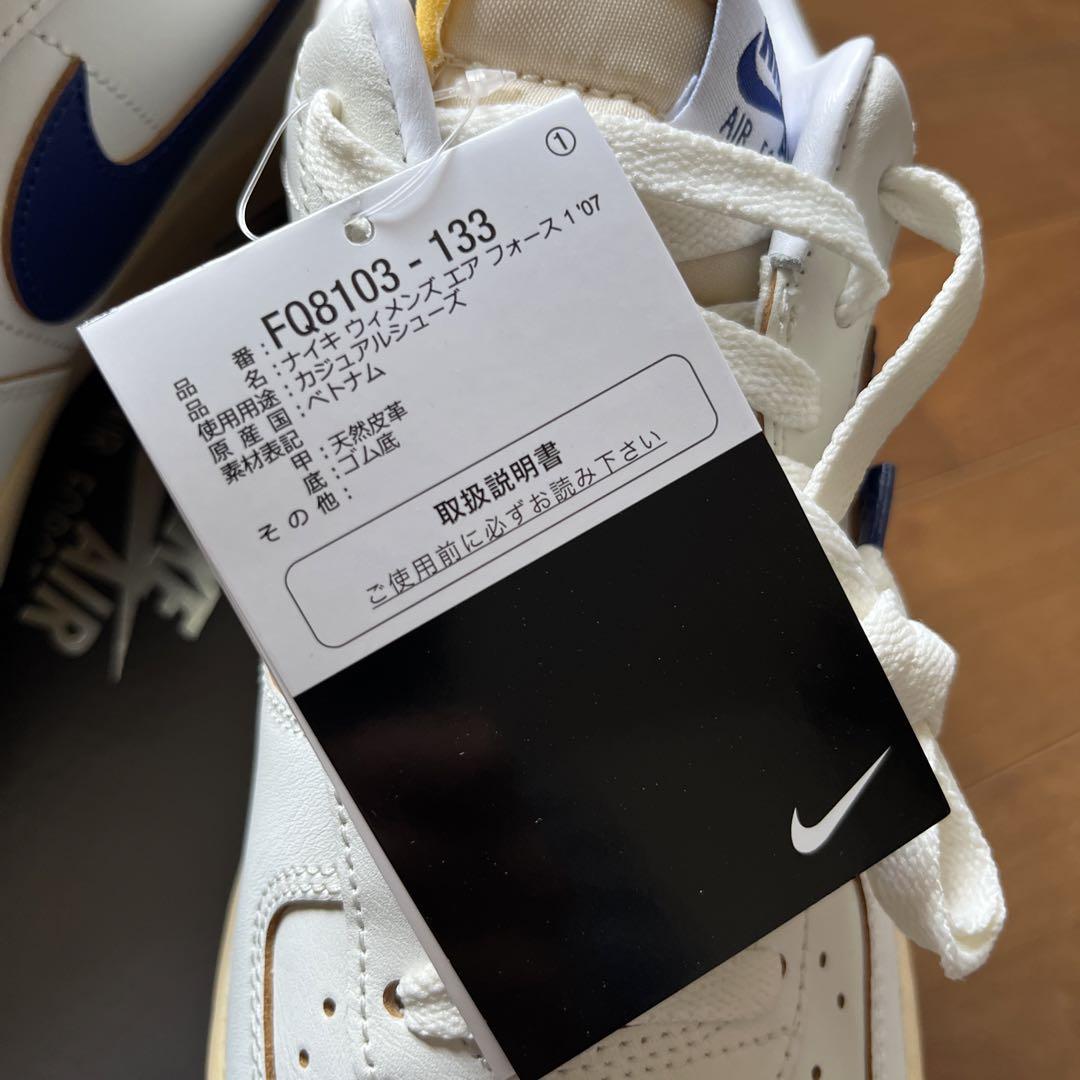 ①
品番：FQ8103 - 133
品名：ナイキ ウィメンズ エア フォース 1 '07
使用用途：カジュアルシューズ
原産国：ベトナム
素材表記 甲：天然皮革
底：ゴム底
その他：
取扱説明書
ご使用前に必ずお読み下さい
AIR
AIR